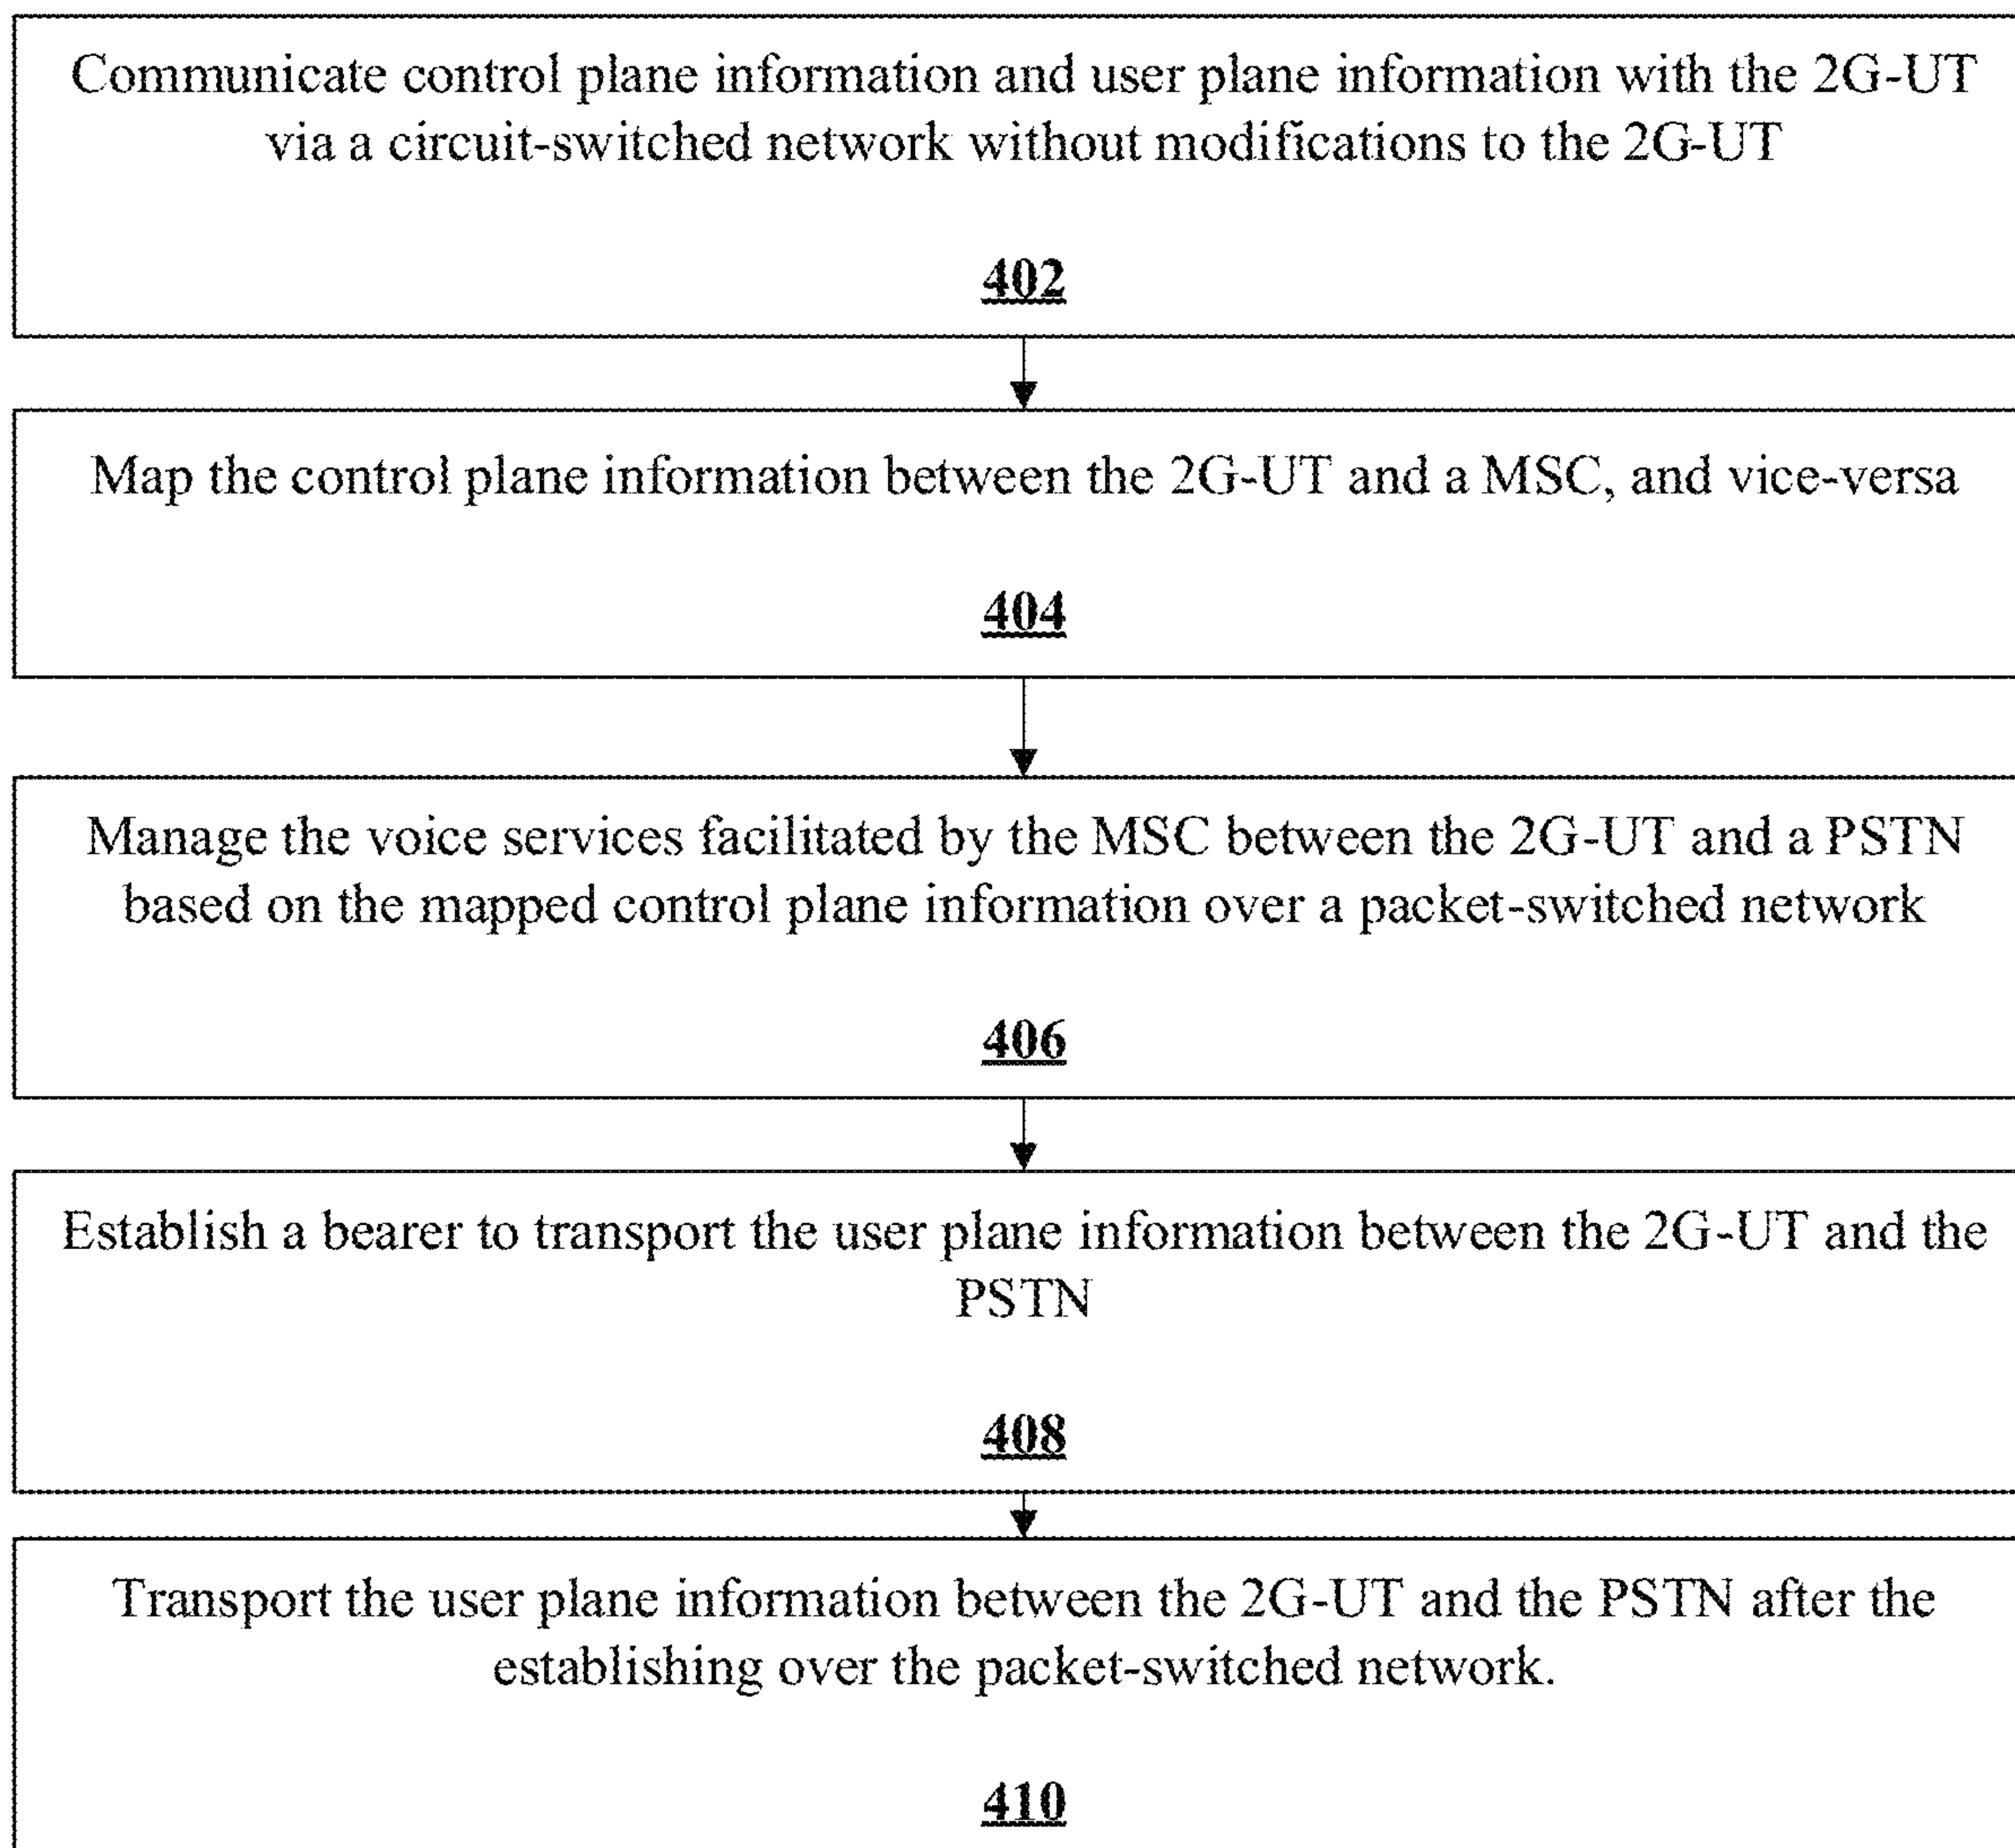 Communicate control plane information and user plane information with the 2G-UT
via a circuit-switched network without modifications to the 2G-UT
402
Map the control plane information between the 2G-UT and a MSC, and vice-versa
404
Manage the voice services facilitated by the MSC between the 2G-UT and a PSTN
based on the mapped control plane information over a packet-switched network
406
Establish a bearer to transport the user plane information between the 2G-UT and the
PSTN
408
Transport the user plane information between the 2G-UT and the PSTN after the
establishing over the packet-switched network.
410